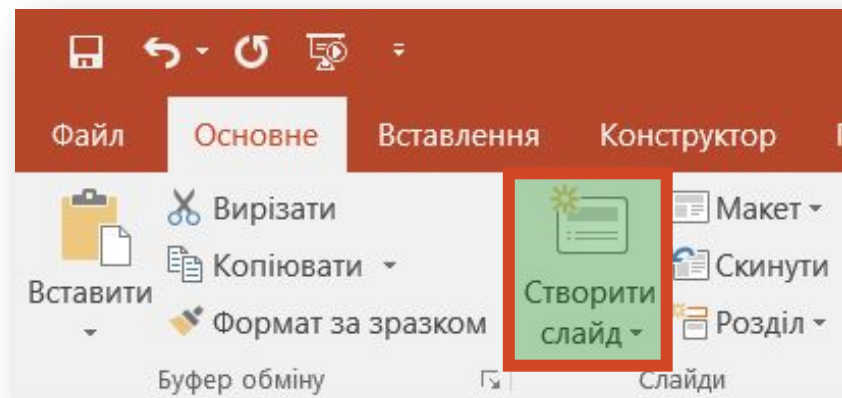 Файл Основне Вставлення Конструктор
Вставити
Вирізати
Копіювати
Формат за зразком
Буфер обміну
Створити
слайд
Макет
Скинути
Розділ
Слайди